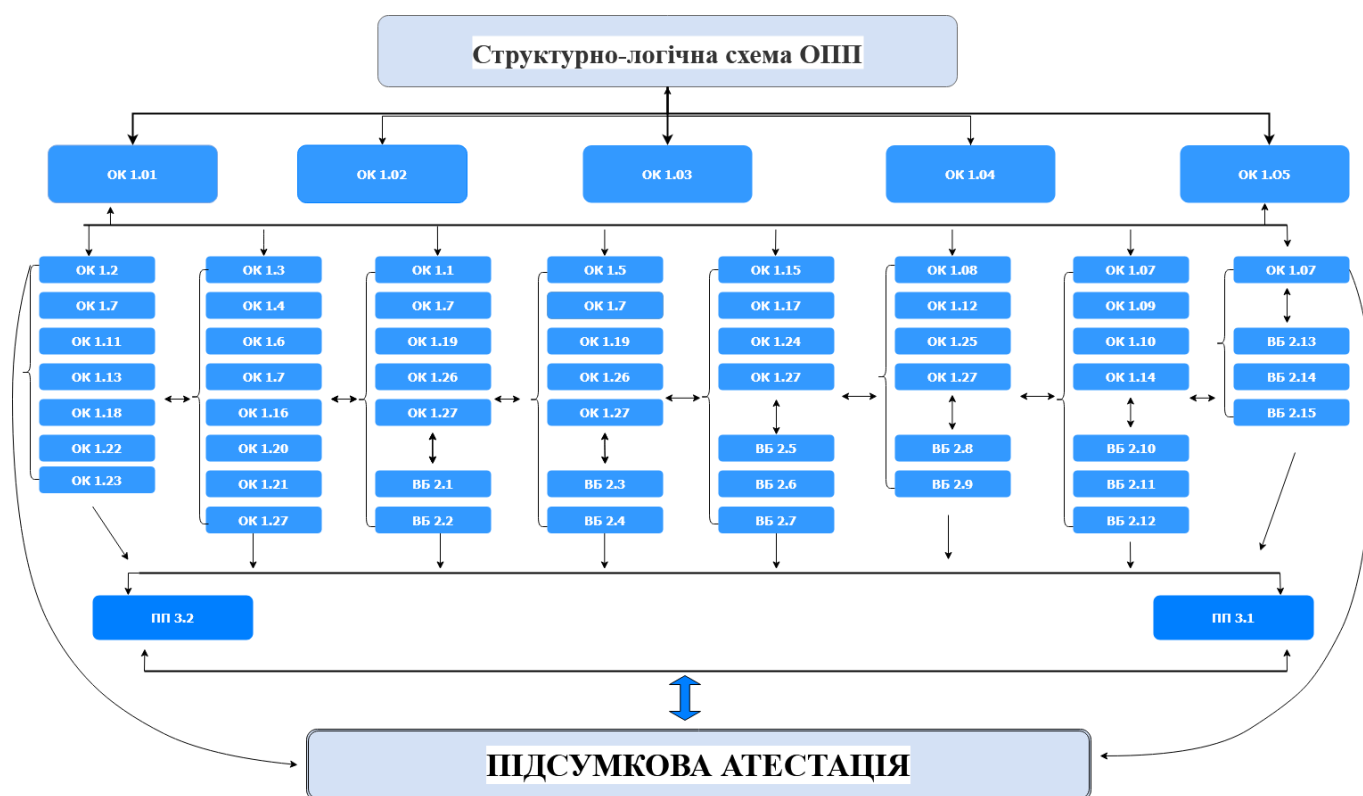 Структурно-логічна схема ОПП
ОК 1.01
ОК 1.02
ОК 1.03
ОК 1.04
ОК 1.О5
ОК 1.2
ОК 1.7
ОК 1.11
ОК 1.13
ОК 1.18
ОК 1.22
ОК 1.23
ОК 1.3
ОК 1.4
ОК 1.6
ОК 1.7
ОК 1.16
ОК 1.20
ОК 1.21
ОК 1.27
ОК 1.1
ОК 1.7
ОК 1.19
ОК 1.26
ОК 1.27
ВБ 2.1
ВБ 2.2
ОК 1.5
ОК 1.7
ОК 1.19
ОК 1.26
ОК 1.27
ВБ 2.3
ВБ 2.4
ОК 1.15
ОК 1.17
ОК 1.24
ОК 1.27
ВБ 2.5
ВБ 2.6
ВБ 2.7
ОК 1.08
ОК 1.12
ОК 1.25
ОК 1.27
ВБ 2.8
ВБ 2.9
ОК 1.07
ОК 1.09
ОК 1.10
ОК 1.14
ВБ 2.10
ВБ 2.11
ВБ 2.12
ОК 1.07
ВБ 2.13
ВБ 2.14
ВБ 2.15
ПП 3.2
ПП 3.1
ПІДСУМКОВА АТЕСТАЦІЯ